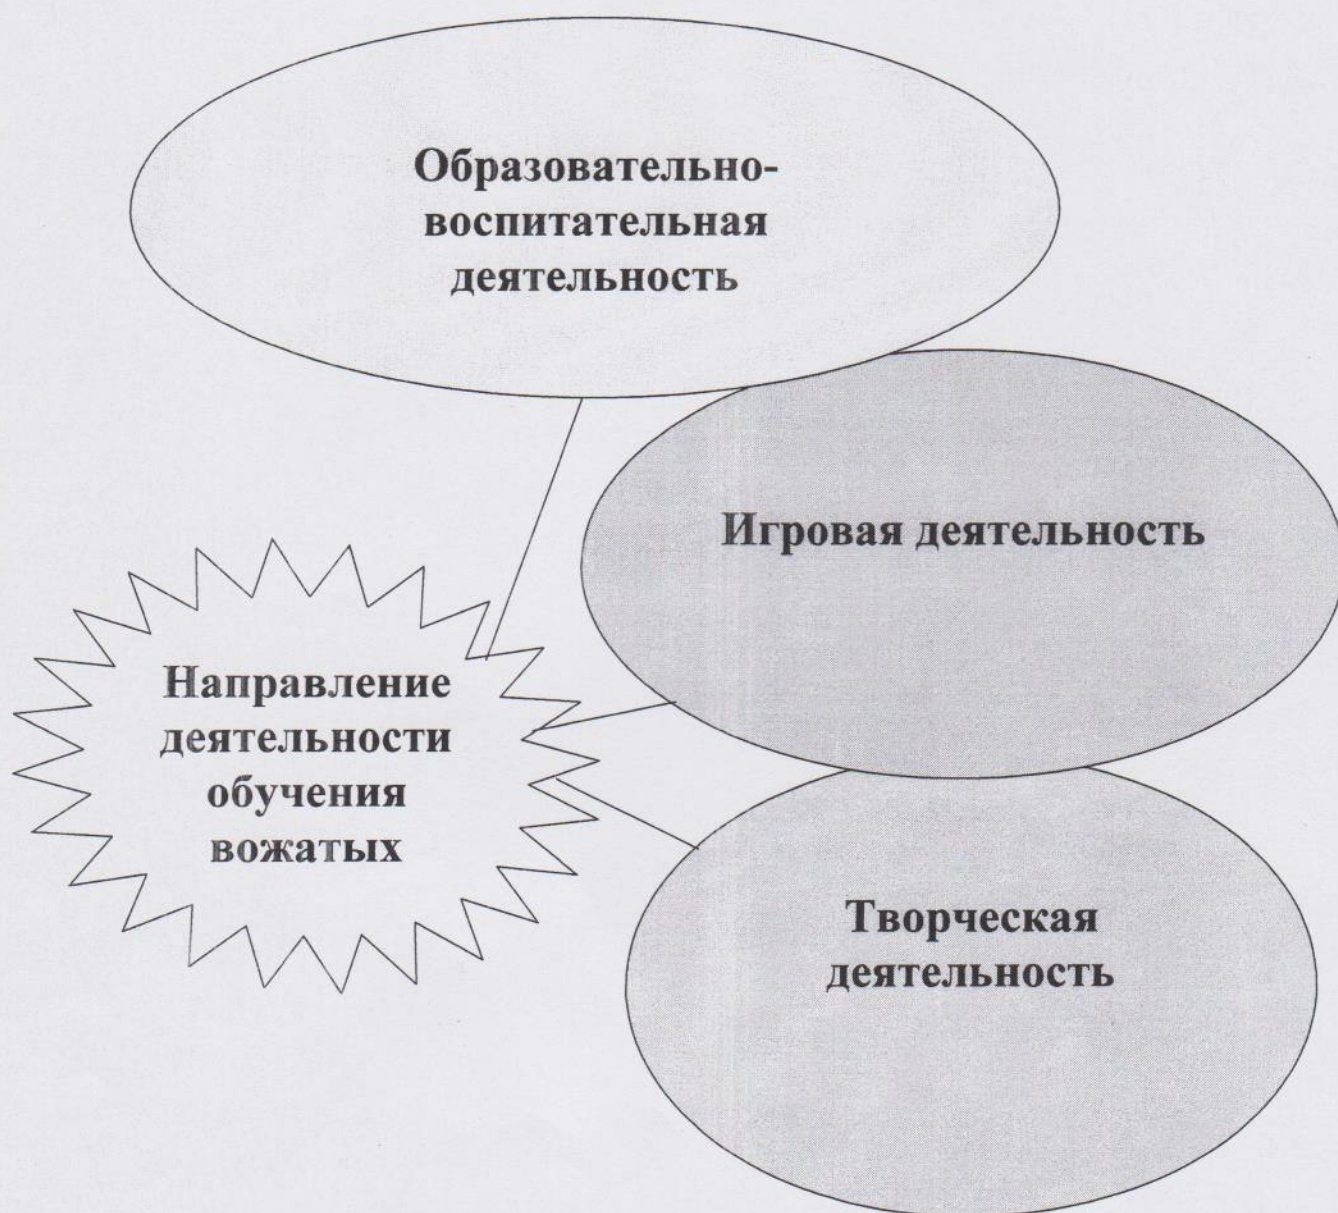 Образовательно-
воспитательная
деятельность
Игровая деятельность
Направление
деятельности
обучения
вожатых
Творческая
деятельность